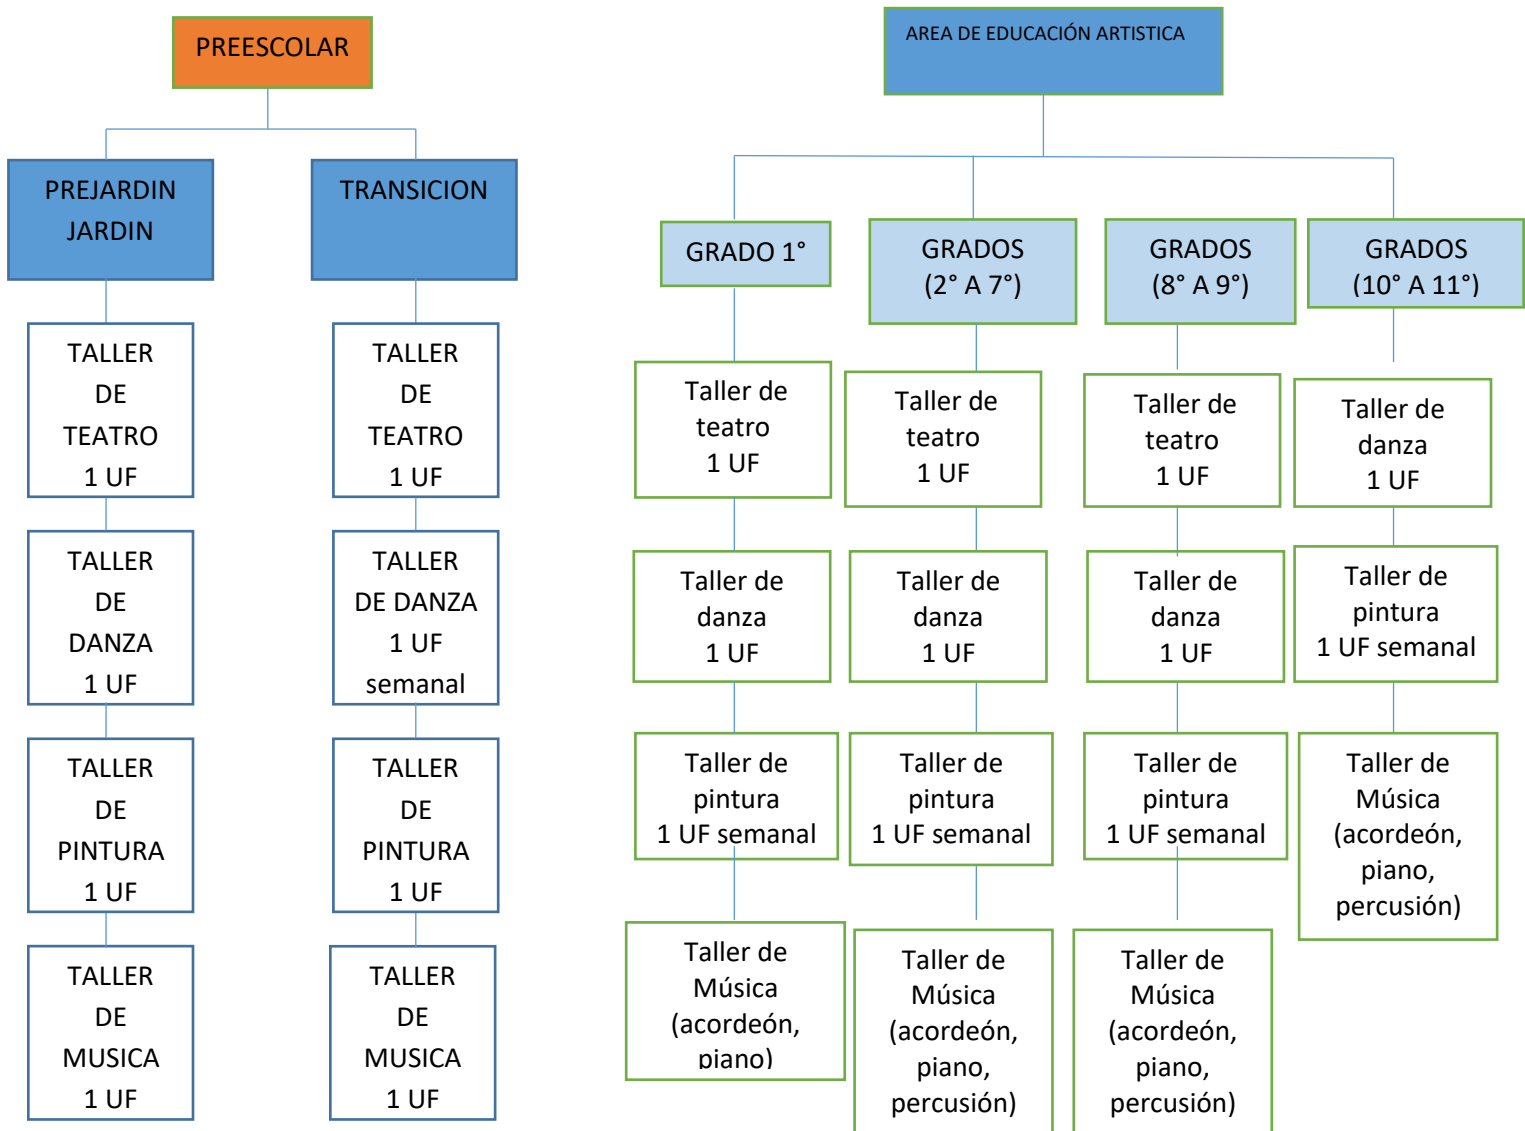 PREESCOLAR
PREJARDIN
JARDIN
TALLER
DE
TEATRO
1 UF
TALLER
DE
DANZA
1 UF
TALLER
DE
PINTURA
1 UF
TALLER
DE
MUSICA
1 UF
TRANSICION
TALLER
DE
TEATRO
1 UF
TALLER
DE DANZA
1 UF
semanal
TALLER
DE
PINTURA
1 UF
TALLER
DE
MUSICA
1 UF
AREA DE EDUCACIÓN ARTISTICA
GRADO 1°
Taller de
teatro
1 UF
Taller de
danza
1 UF
Taller de
pintura
1 UF semanal
Taller de
Música
(acordeón,
piano)
GRADOS
(2° A 7°)
Taller de
teatro
1 UF
Taller de
danza
1 UF
Taller de
pintura
1 UF semanal
Taller de
Música
(acordeón,
piano,
percusión)
GRADOS
(8° A 9°)
Taller de
teatro
1 UF
Taller de
danza
1 UF
Taller de
pintura
1 UF semanal
Taller de
Música
(acordeón,
piano,
percusión)
GRADOS
(10° A 11°)
Taller de
danza
1 UF
Taller de
pintura
1 UF semanal
Taller de
Música
(acordeón,
piano,
percusión)